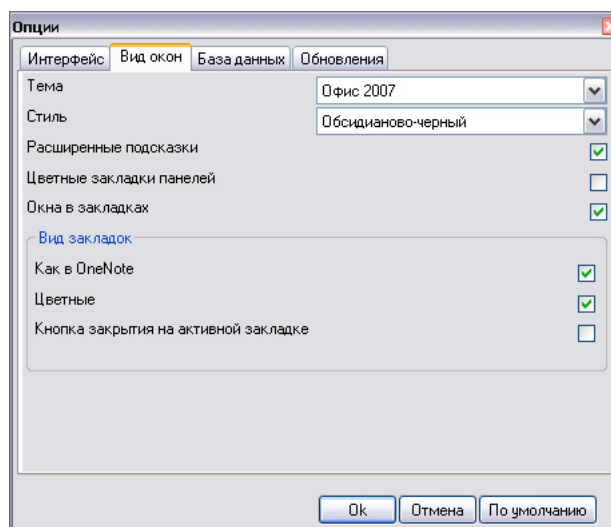 Опции
Интерфейс Вид окон База данных Обновления
Тема Офис 2007
Стиль Обсидианово-черный
Расширенные подсказки
Цветные закладки панелей
Окна в закладках
Вид закладок
Как в OneNote
Цветные
Кнопка закрытия на активной закладке
Ok Отмена По умолчанию